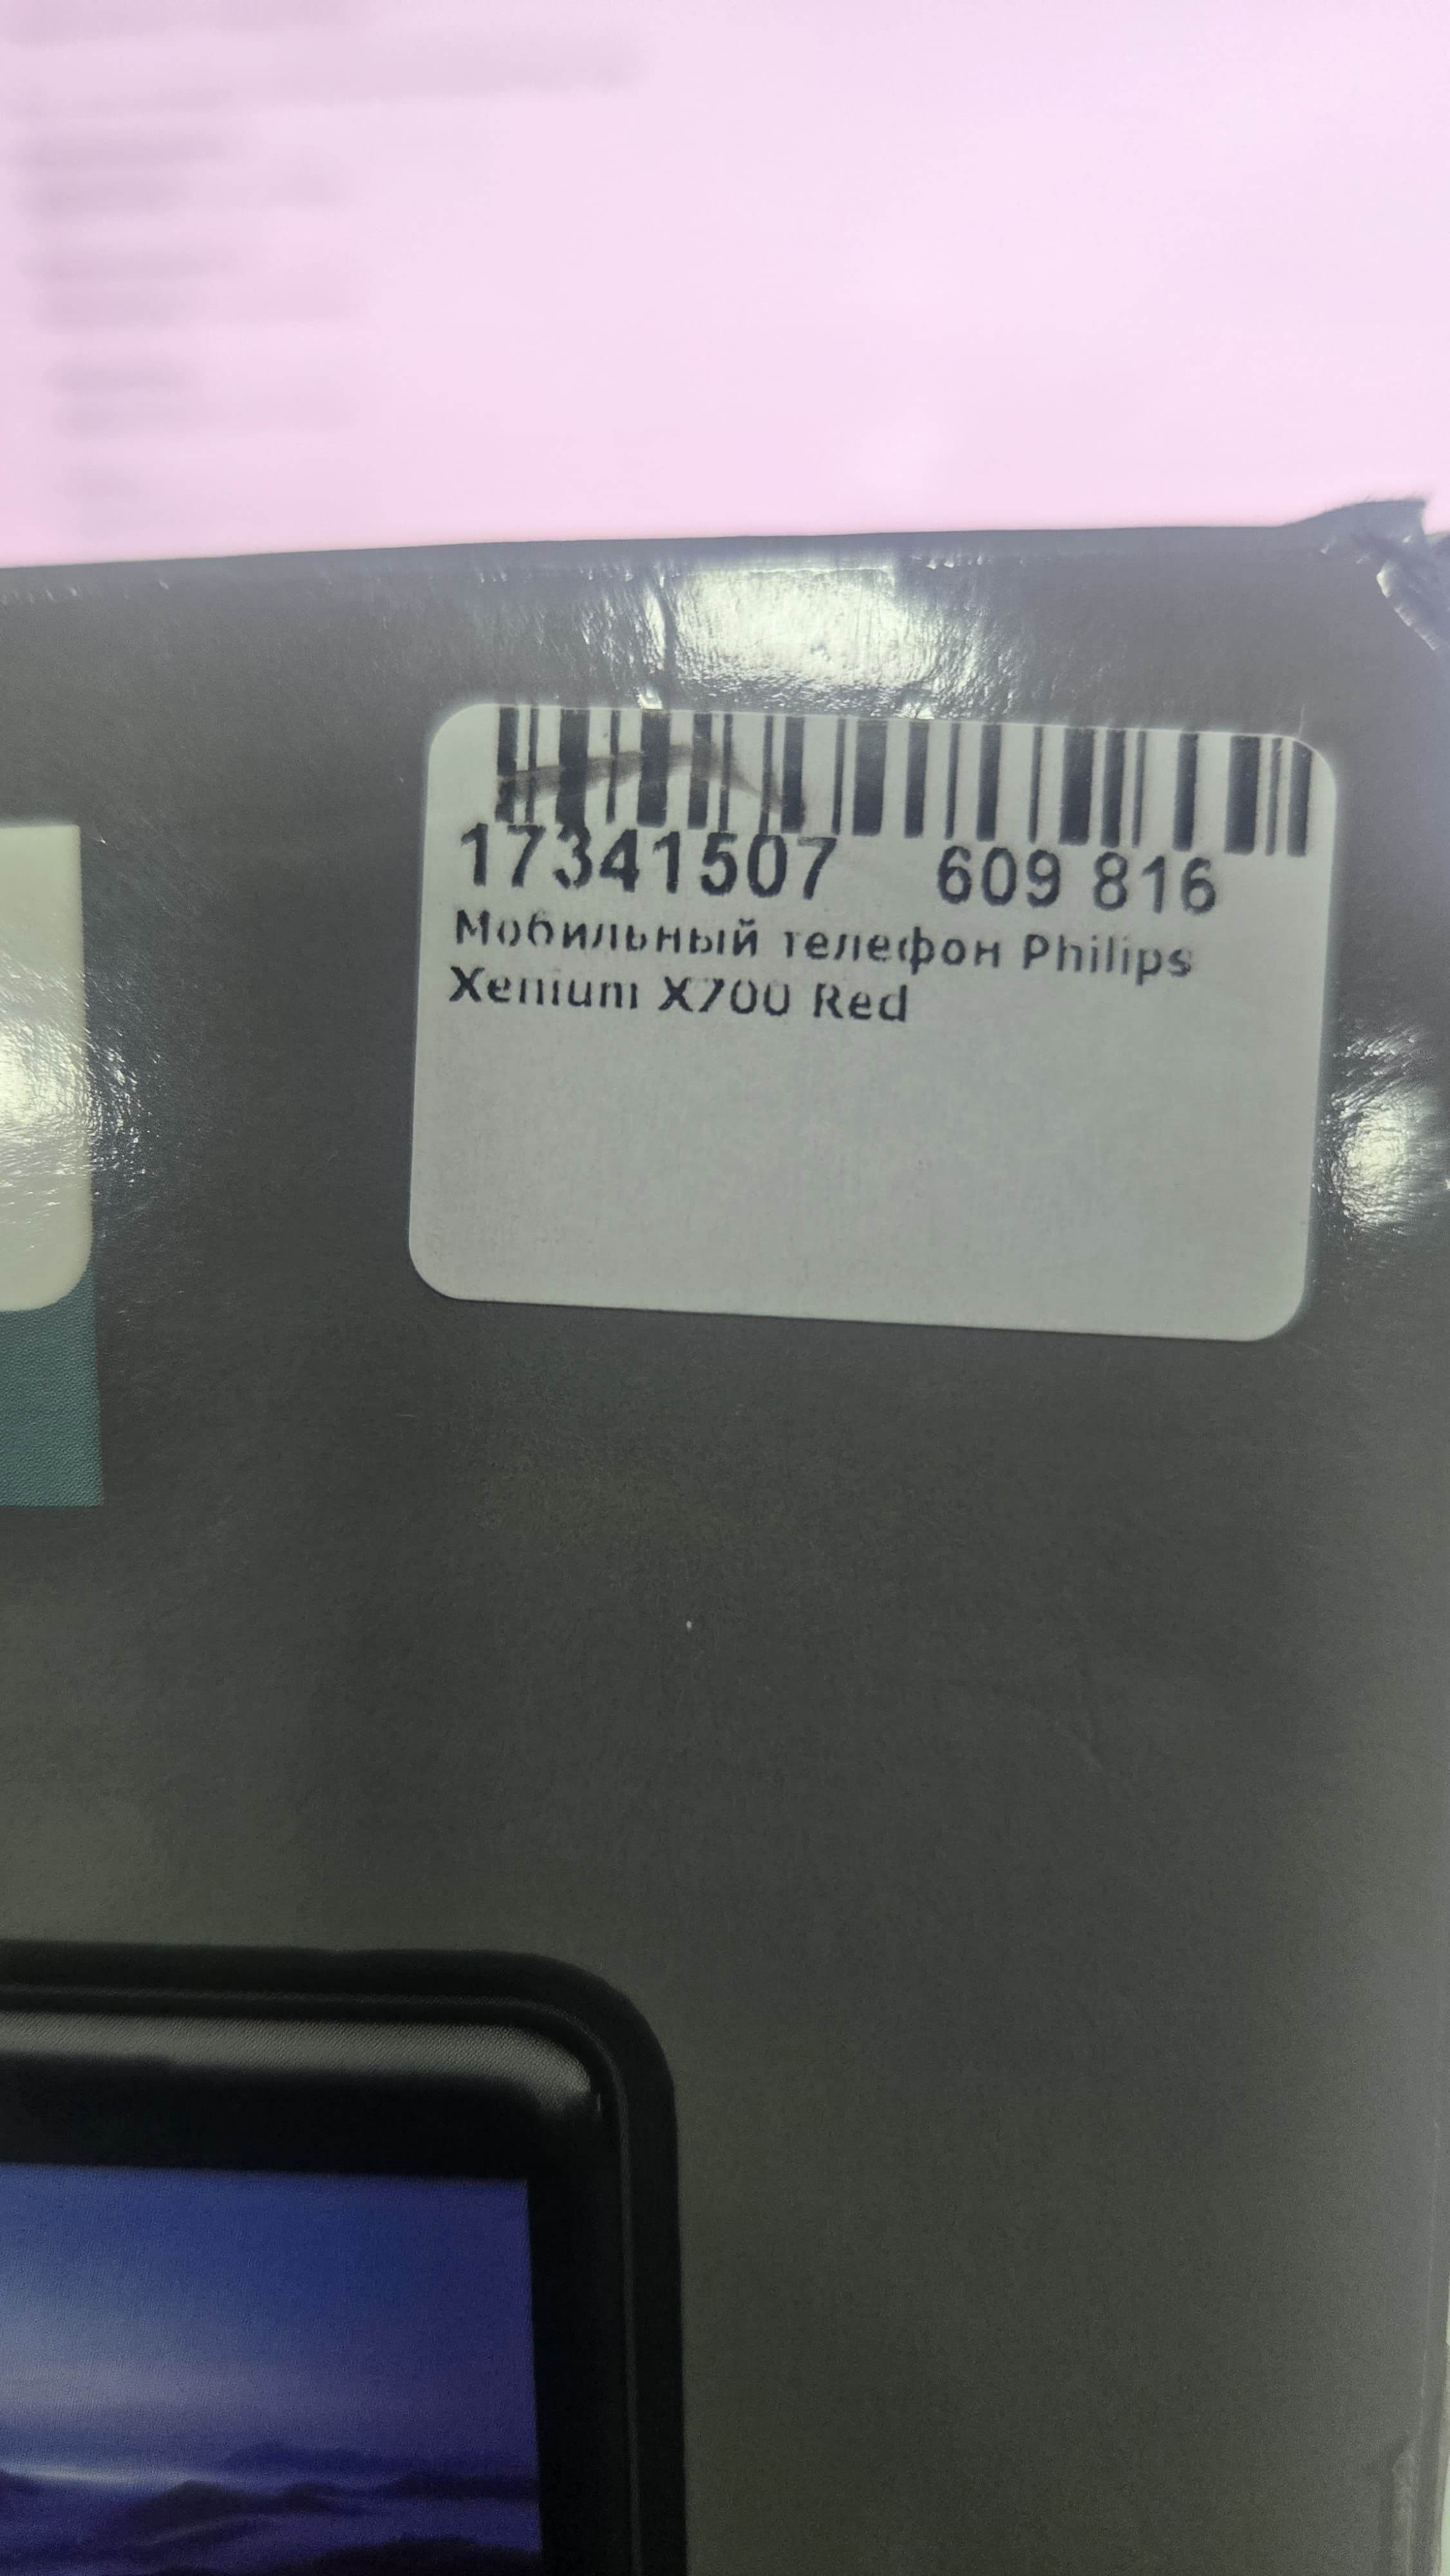 17341507 609 816
Мобильный телефон Philips
Xenium X700 Red